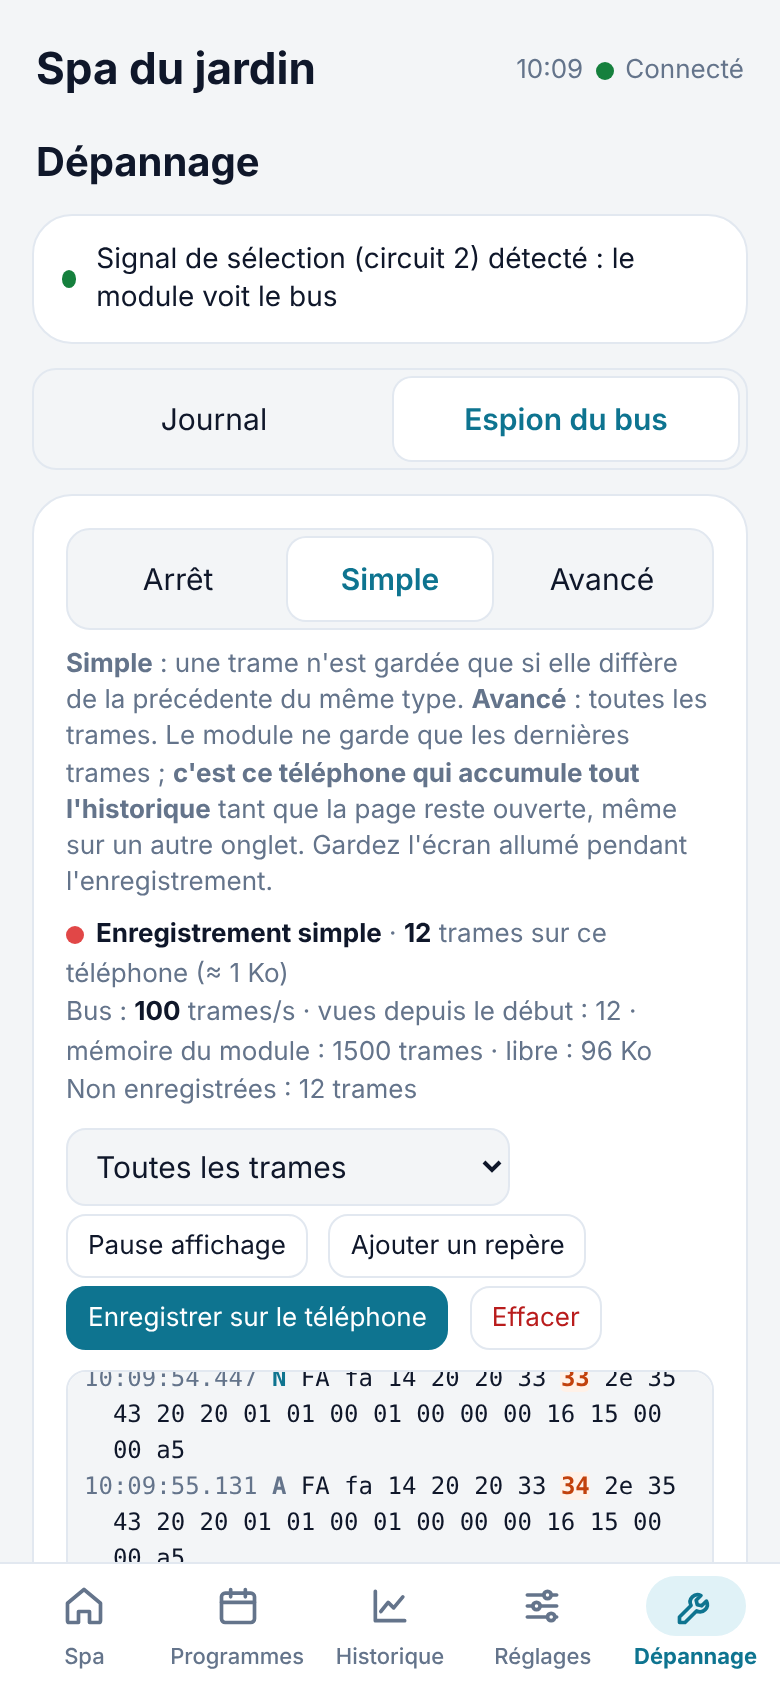 Spa du jardin
10:09 Connecté
Dépannage
Signal de sélection (circuit 2) détecté : le
module voit le bus
Journal
Espion du bus
Arrêt
Simple
Avancé
Simple : une trame n'est gardée que si elle diffère
de la précédente du même type. Avancé : toutes les
trames. Le module ne garde que les dernières
trames ; c'est ce téléphone qui accumule tout
l'historique tant que la page reste ouverte, même
sur un autre onglet. Gardez l'écran allumé pendant
l'enregistrement.
Enregistrement simple · 12 trames sur ce
téléphone (≈ 1 Ko)
Bus : 100 trames/s · vues depuis le début : 12 ·
mémoire du module : 1500 trames · libre : 96 Ko
Non enregistrées : 12 trames
Toutes les trames
Pause affichage
Ajouter un repère
Enregistrer sur le téléphone
Effacer
10:09:54.447 N FA fa 14 20 20 33 33 2e 35
43 20 20 01 01 00 01 00 00 00 16 15 00
00 a5
10:09:55.131 A FA fa 14 20 20 33 34 2e 35
43 20 20 01 01 00 01 00 00 00 16 15 00
00 a5
Spa
Programmes
Historique
Réglages
Dépannage